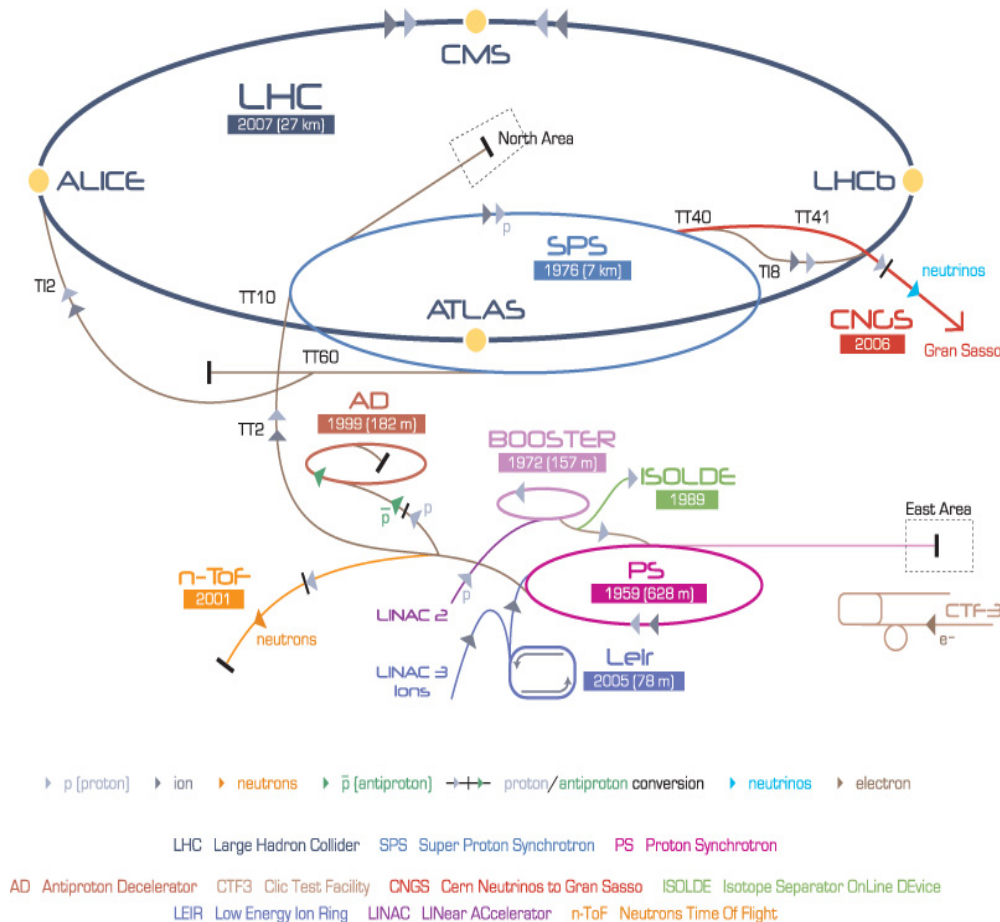 CMS
LHC
2007 (27 km)
North Area
ALICE
LHCb
TT40
TT41
SPS
p
1976 (7 km)
TI8
neutrinos
TI2
TT10
ATLAS
CNGS
2006
Gran Sasso
TT60
AD
1999 (182 m)
TT2
BOOSTER
1972 (157 m)
ISOLDE
1989
East Area
p̅
p
n-ToF
2001
PS
1959 (628 m)
p
LINAC 2
CTF-3
e-
neutrons
LINAC 3
Ions
LeIr
2005 (78 m)
p (proton) ion neutrons p̅ (antiproton) proton/antiproton conversion neutrinos electron
LHC Large Hadron Collider SPS Super Proton Synchrotron PS Proton Synchrotron
AD Antiproton Decelerator CTF3 Clic Test Facility CNGS Cern Neutrinos to Gran Sasso ISOLDE Isotope Separator OnLine DEvice
LEIR Low Energy Ion Ring LINAC LINear ACcelerator n-ToF Neutrons Time Of Flight